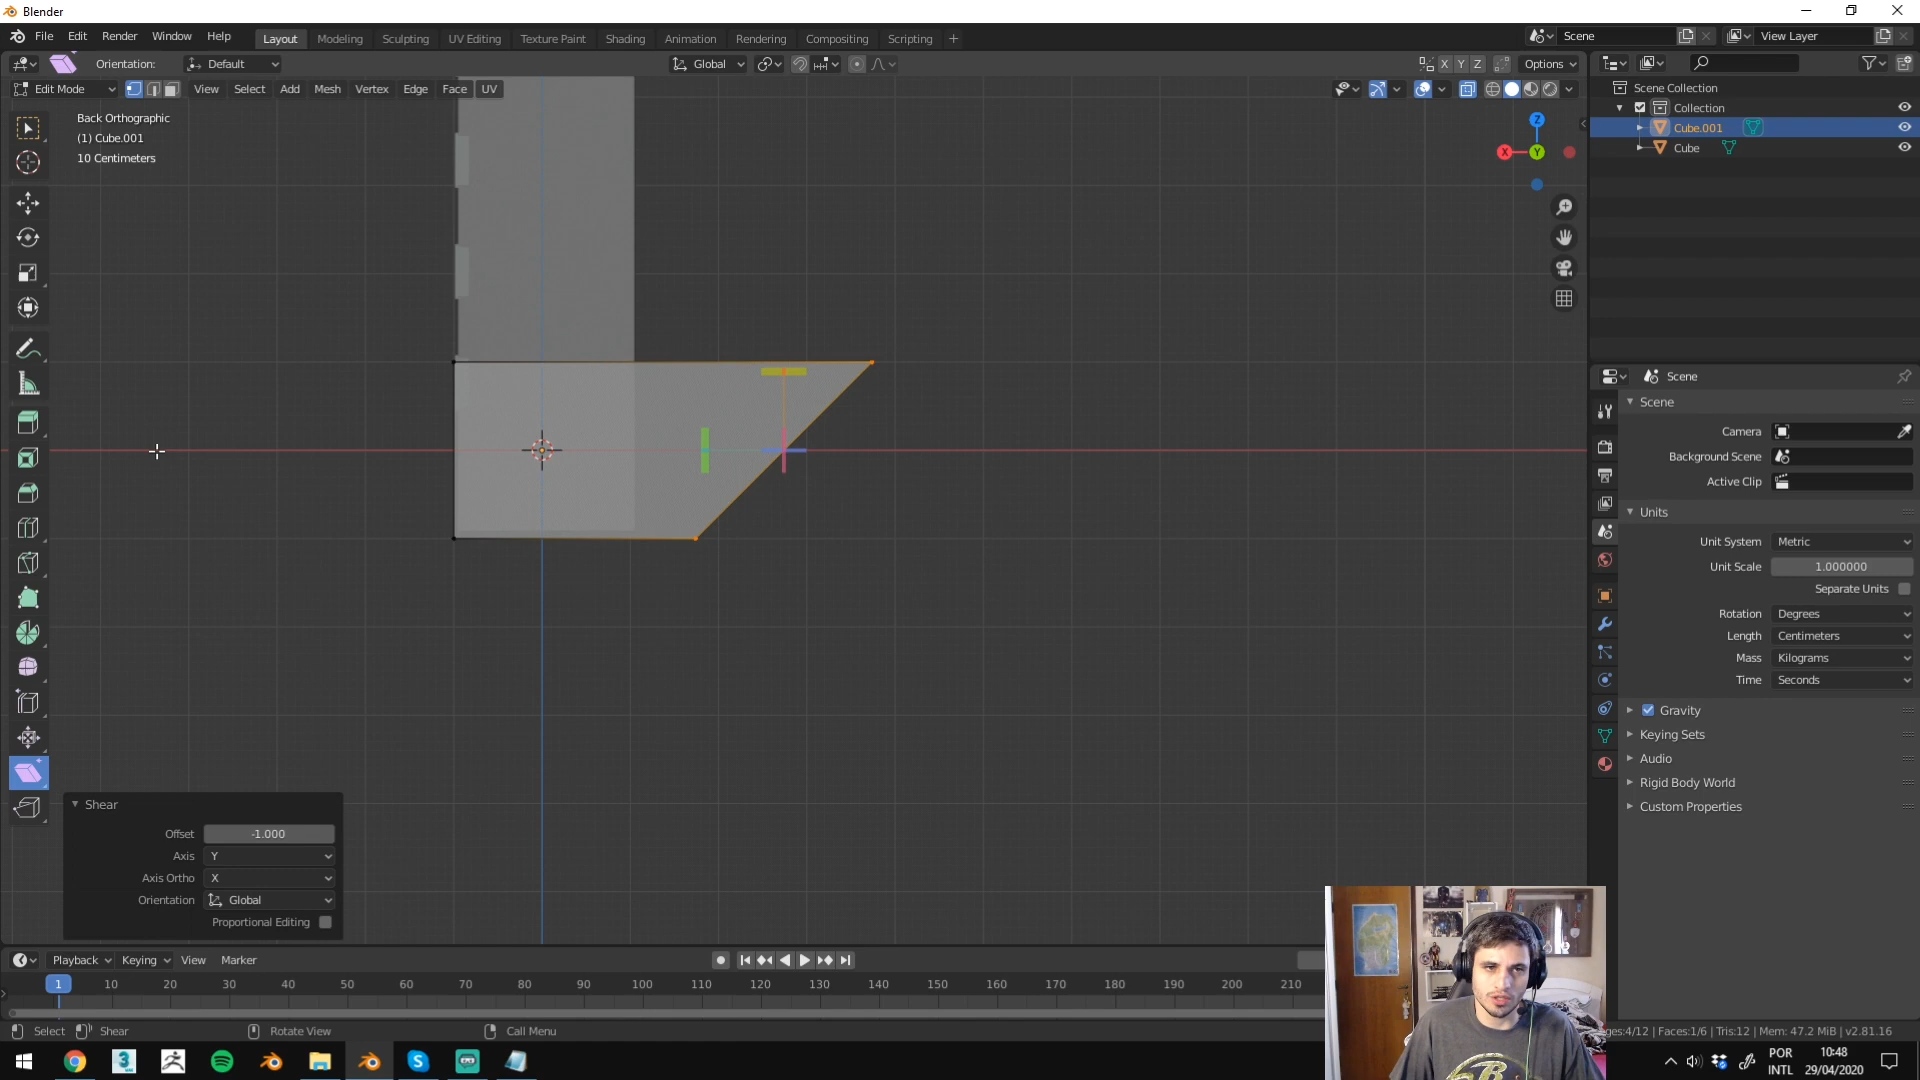 Blender
File Edit Render Window Help
Layout Modeling Sculpting UV Editing Texture Paint Shading Animation Rendering Compositing Scripting +
Scene View Layer
Orientation: Default Global X Y Z Options
Edit Mode View Select Add Mesh Vertex Edge Face UV
Back Orthographic
(1) Cube.001
10 Centimeters
Z
X
Y
Scene Collection
Collection
Cube.001
Cube
Scene
Scene
Camera
Background Scene
Active Clip
Units
Unit System Metric
Unit Scale 1.000000
Separate Units
Rotation Degrees
Length Centimeters
Mass Kilograms
Time Seconds
Gravity
Keying Sets
Audio
Rigid Body World
Custom Properties
Shear
Offset -1.000
Axis Y
Axis Ortho X
Orientation Global
Proportional Editing
Playback Keying View Marker
1 10 20 30 40 50 60 70 80 90 100 110 120 130 140 150 160 170 180 190 200 210
Select Shear Rotate View Call Menu
ges:4/12 | Faces:1/6 | Tris:12 | Mem: 47.2 MiB | v2.81.16
POR
INTL
10:48
29/04/2020